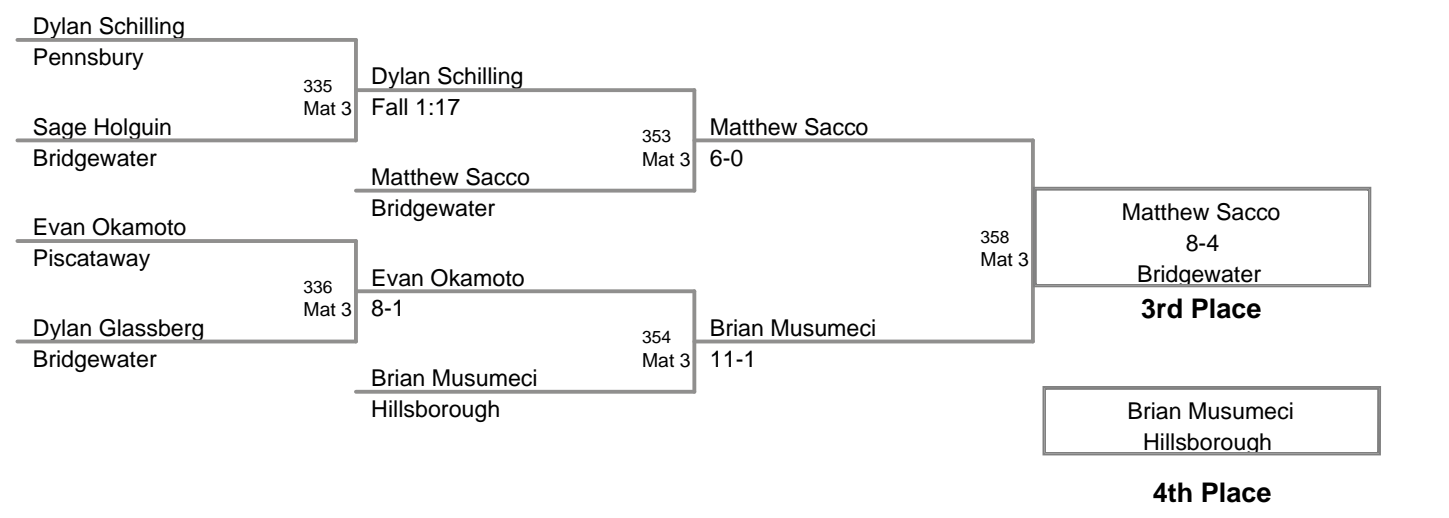 Dylan Schilling
Pennsbury
335
Mat 3
Sage Holguin
Bridgewater
Dylan Schilling
Fall 1:17
353
Mat 3
Matthew Sacco
Bridgewater
Matthew Sacco
6-0
Evan Okamoto
Piscataway
336
Mat 3
Dylan Glassberg
Bridgewater
Evan Okamoto
8-1
354
Mat 3
Brian Musumeci
Hillsborough
Brian Musumeci
11-1
358
Mat 3
Matthew Sacco
8-4
Bridgewater
3rd Place
Brian Musumeci
Hillsborough
4th Place